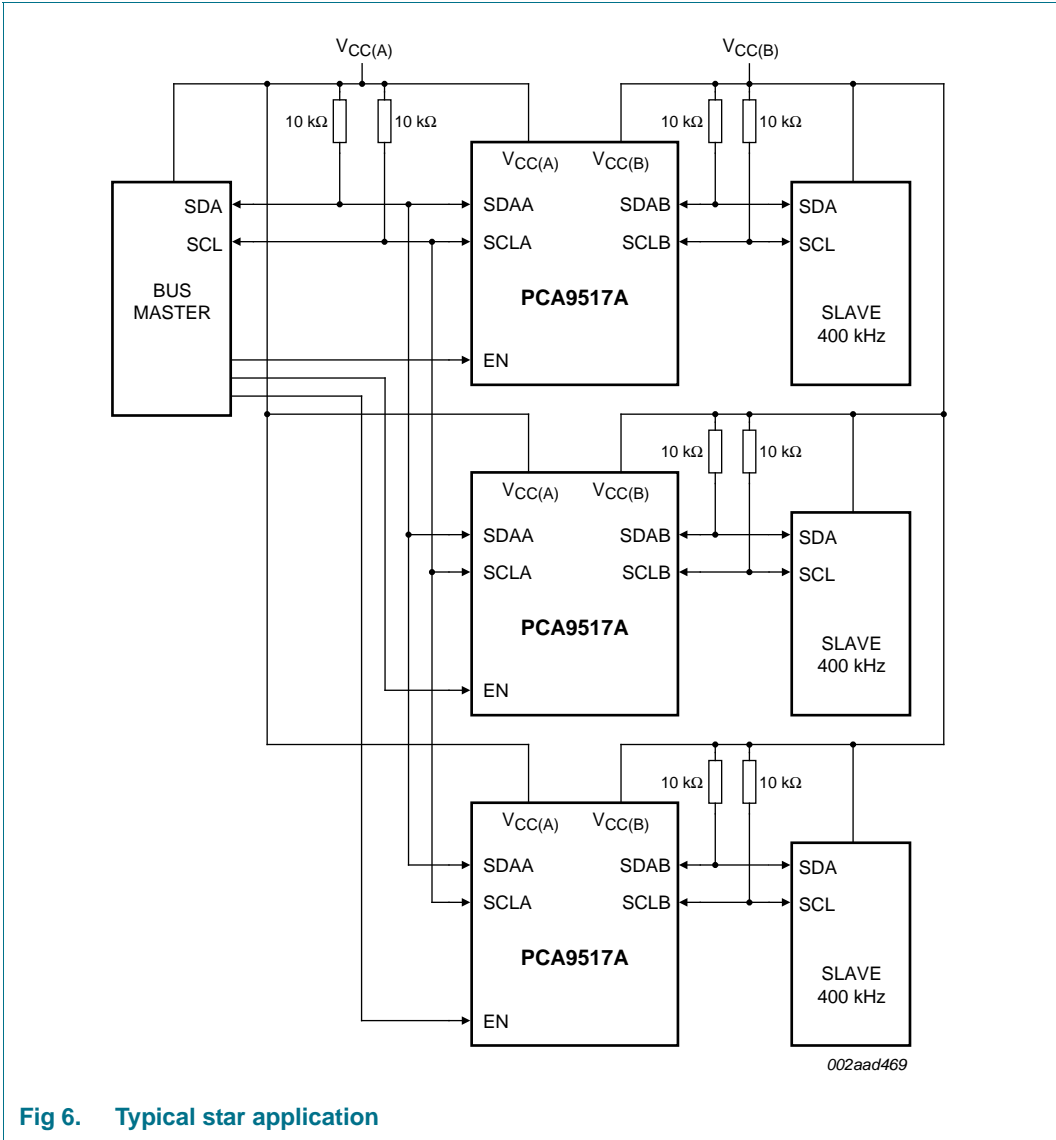 VCC(A)
VCC(B)
10 kΩ
10 kΩ
10 kΩ
10 kΩ
VCC(A)
VCC(B)
SDA
SCL
BUS
MASTER
SDAA
SCLA
SDAB
SCLB
PCA9517A
EN
SDA
SCL
SLAVE
400 kHz
10 kΩ
10 kΩ
VCC(A)
VCC(B)
SDAA
SCLA
SDAB
SCLB
PCA9517A
EN
SDA
SCL
SLAVE
400 kHz
10 kΩ
10 kΩ
VCC(A)
VCC(B)
SDAA
SCLA
SDAB
SCLB
PCA9517A
EN
SDA
SCL
SLAVE
400 kHz
002aad469
Fig 6. Typical star application